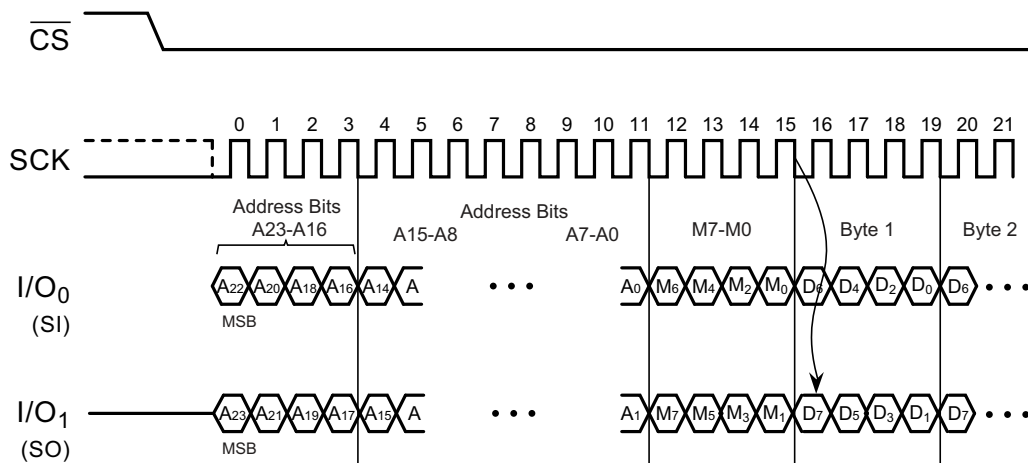 CS
0 1 2 3 4 5 6 7 8 9 10 11 12 13 14 15 16 17 18 19 20 21
SCK
Address Bits
A23-A16
Address Bits
A15-A8 A7-A0 M7-M0 Byte 1 Byte 2
I/O0
(SI)
A22 A20 A18 A16 A14 A • • • A0 M6 M4 M2 M0 D6 D4 D2 D0 D6 • • •
MSB
I/O1
(SO)
A23 A21 A19 A17 A15 A • • • A1 M7 M5 M3 M1 D7 D5 D3 D1 D7 • • •
MSB